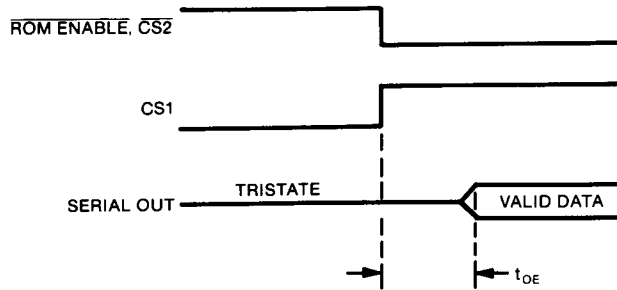 ROM ENABLE, CS2
CS1
TRISTATE
SERIAL OUT
VALID DATA
tOE